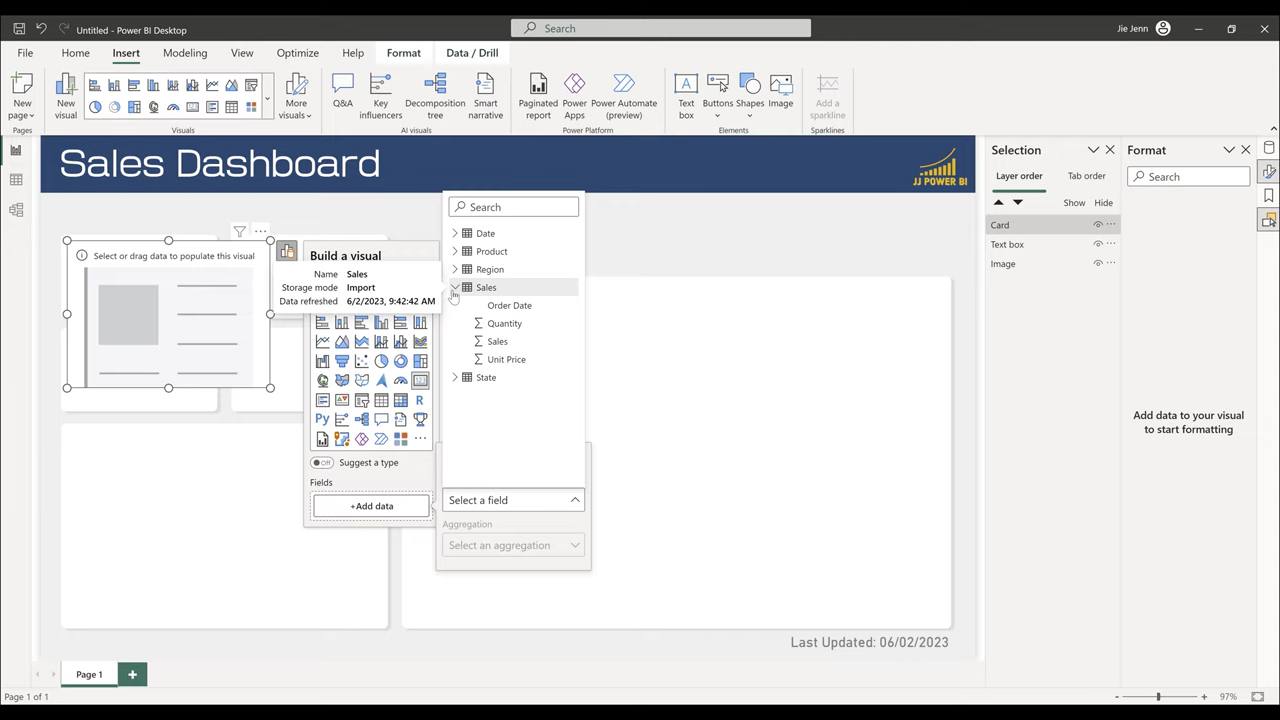 Untitled - Power BI Desktop
Search
Jie Jenn
File
Home
Insert
Modeling
View
Optimize
Help
Format
Data / Drill
New page
New visual
More visuals
Q&A
Key influencers
Decomposition tree
Smart narrative
Paginated report
Power Apps
Power Automate (preview)
Text box
Buttons
Shapes
Image
Add a sparkline
Pages
Visuals
AI visuals
Power Platform
Elements
Sparklines
Sales Dashboard
JJ POWER BI
Select or drag data to populate this visual
Build a visual
Name Sales
Storage mode Import
Data refreshed 6/2/2023, 9:42:42 AM
R
Py
Suggest a type
Off
Fields
+Add data
Search
Date
Product
Region
Sales
Order Date
Quantity
Sales
Unit Price
State
Select a field
Aggregation
Select an aggregation
Last Updated: 06/02/2023
Selection
Layer order
Tab order
Show
Hide
Card
Text box
Image
Format
Search
Add data to your visual
to start formatting
Page 1
Page 1 of 1
97%